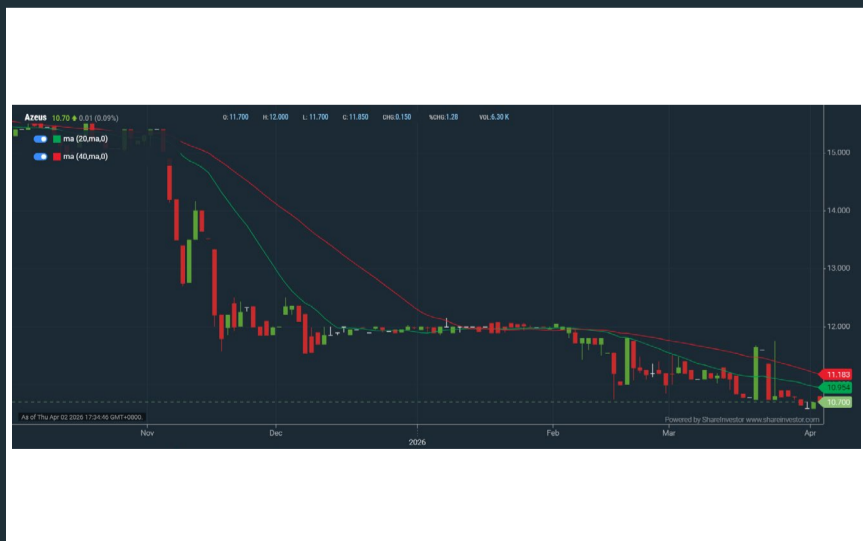 Azeus 10.70 0.01 (0.09%) O: 11.700 H: 12.000 L: 11.700 C: 11.850 CHG:0.150 %CHG:1.28 VOL:6.30 K
ma (20,ma,0)
ma (40,ma,0)
15.000
14.000
13.000
12.000
11.183
10.954
10.700
As of Thu Apr 02 2026 17:34:46 GMT+0800.
Powered by ShareInvestor www.shareinvestor.com
Nov Dec Feb Mar Apr
2026